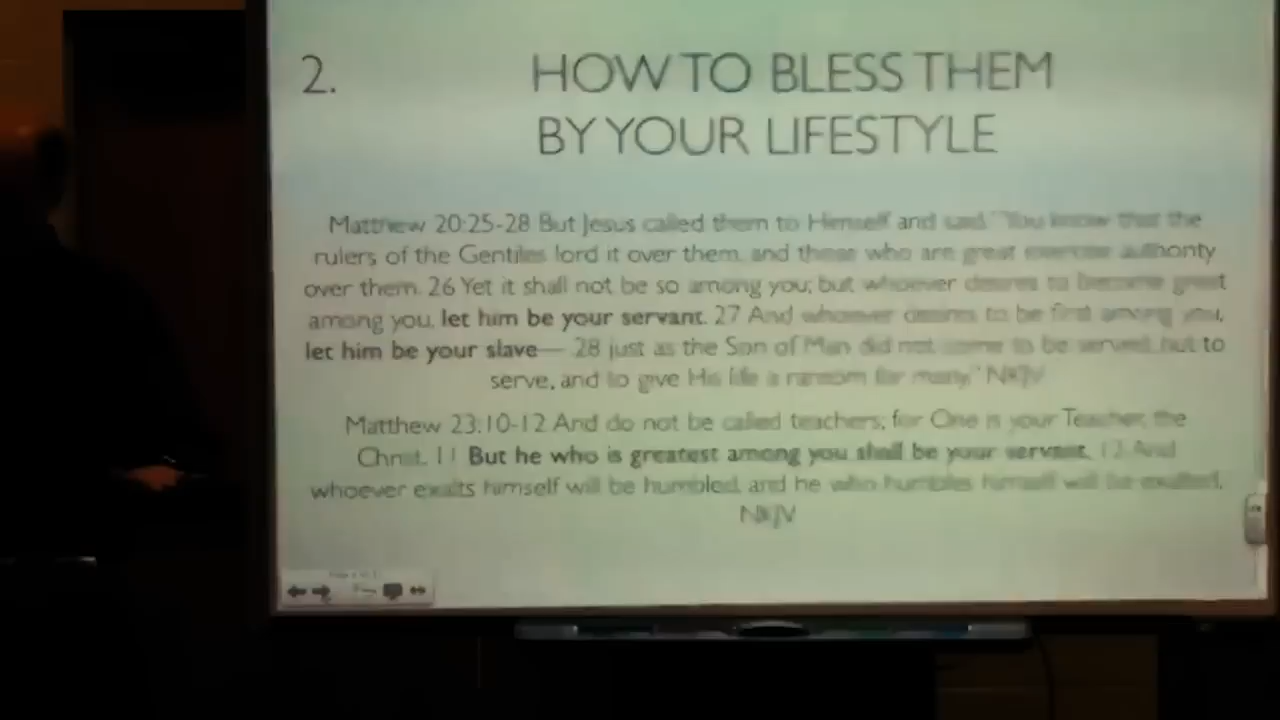 2. HOW TO BLESS THEM
BY YOUR LIFESTYLE
Matthew 20:25-28 But Jesus called them to Himself and said "You know that the
rulers of the Gentiles lord it over them, and those who are great exercise authority
over them. 26 Yet it shall not be so among you; but whoever desires to become great
among you, let him be your servant. 27 And whoever desires to be first among you,
let him be your slave— 28 just as the Son of Man did not come to be served, but to
serve, and to give His life a ransom for many." NKJV
Matthew 23:10-12 And do not be called teachers; for One is your Teacher, the
Christ. 11 But he who is greatest among you shall be your servant. 12 And
whoever exalts himself will be humbled, and he who humbles himself will be exalted.
NKJV